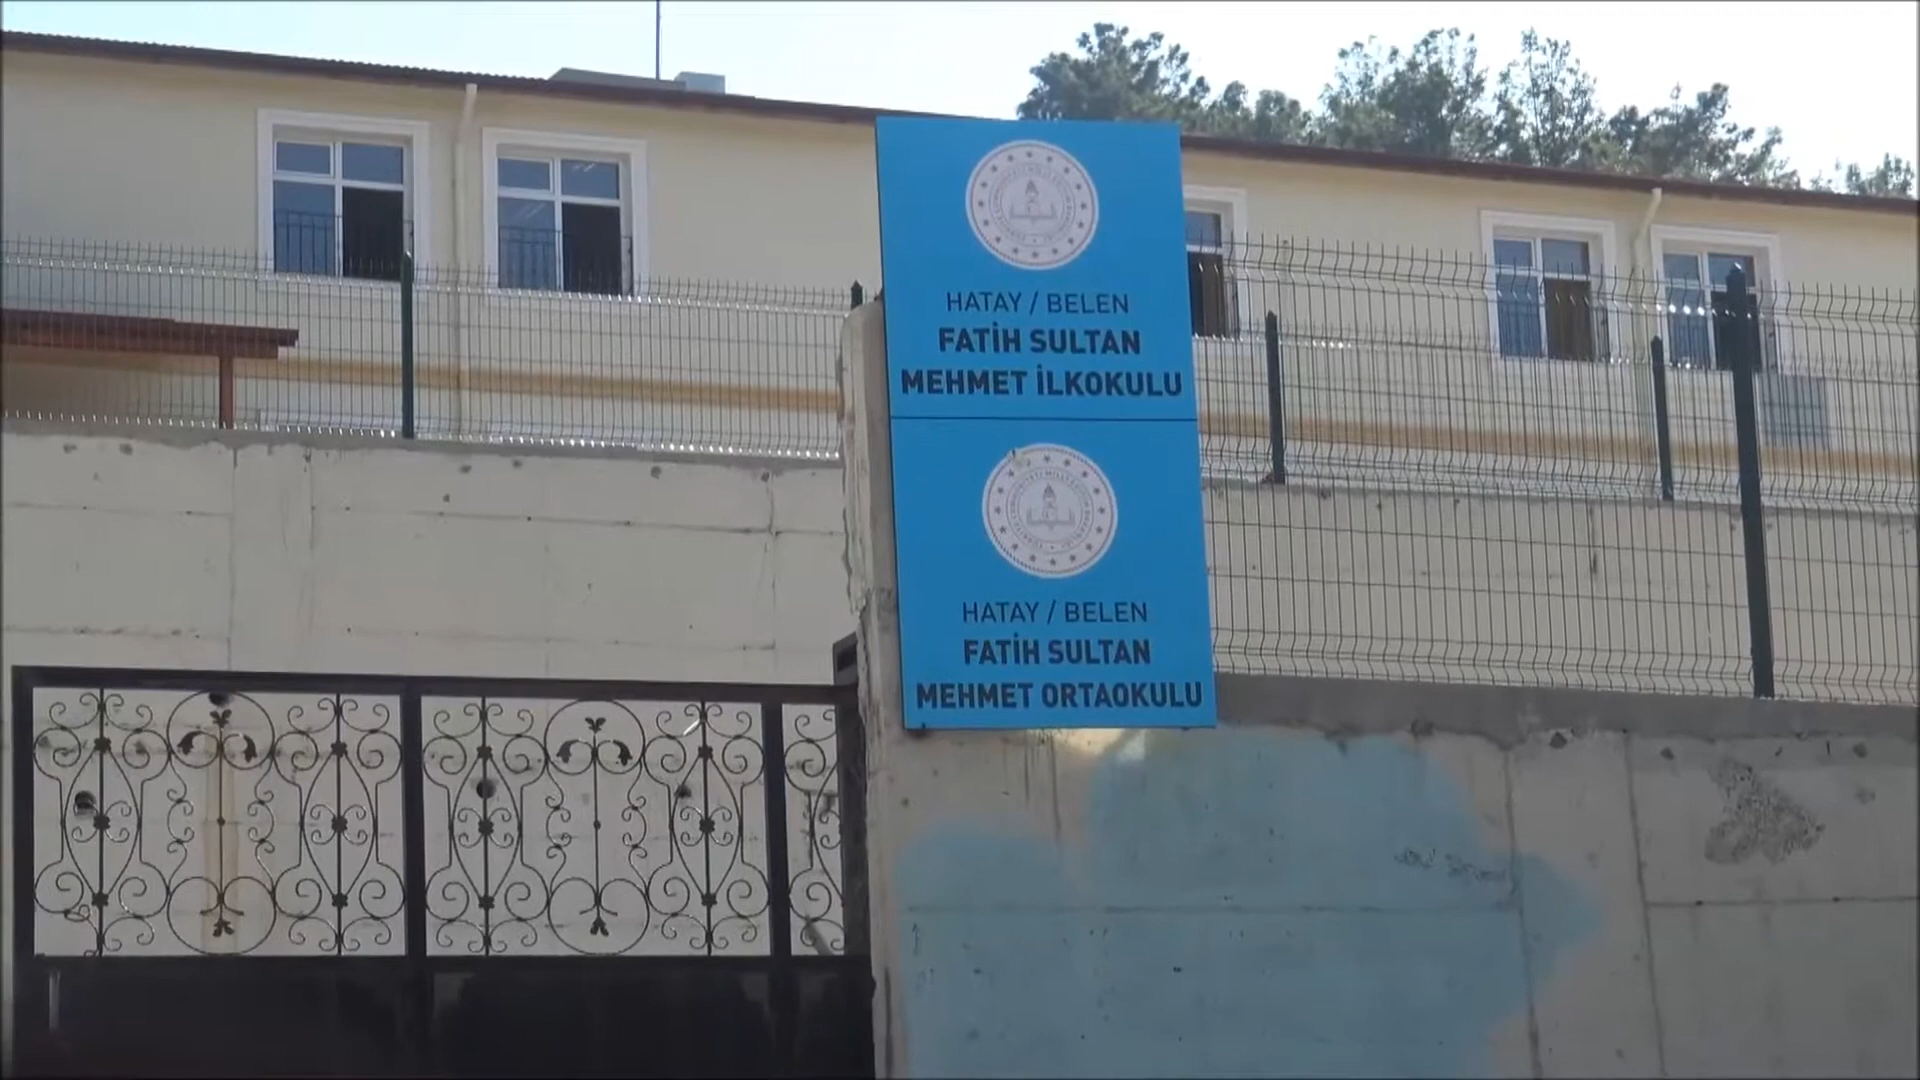 HATAY / BELEN
FATİH SULTAN
MEHMET İLKOKULU
HATAY / BELEN
FATİH SULTAN
MEHMET ORTAOKULU